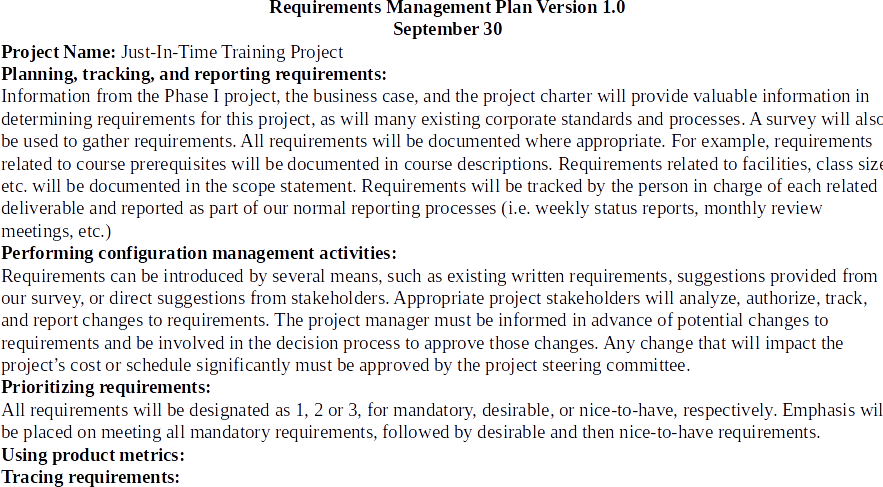 Requirements Management Plan Version 1.0
September 30
Project Name: Just-In-Time Training Project
Planning, tracking, and reporting requirements:
Information from the Phase I project, the business case, and the project charter will provide valuable information in
determining requirements for this project, as will many existing corporate standards and processes. A survey will also
be used to gather requirements. All requirements will be documented where appropriate. For example, requirements
related to course prerequisites will be documented in course descriptions. Requirements related to facilities, class size
etc. will be documented in the scope statement. Requirements will be tracked by the person in charge of each related
deliverable and reported as part of our normal reporting processes (i.e. weekly status reports, monthly review
meetings, etc.)
Performing configuration management activities:
Requirements can be introduced by several means, such as existing written requirements, suggestions provided from
our survey, or direct suggestions from stakeholders. Appropriate project stakeholders will analyze, authorize, track,
and report changes to requirements. The project manager must be informed in advance of potential changes to
requirements and be involved in the decision process to approve those changes. Any change that will impact the
project’s cost or schedule significantly must be approved by the project steering committee.
Prioritizing requirements:
All requirements will be designated as 1, 2 or 3, for mandatory, desirable, or nice-to-have, respectively. Emphasis wil
be placed on meeting all mandatory requirements, followed by desirable and then nice-to-have requirements.
Using product metrics:
Tracing requirements: